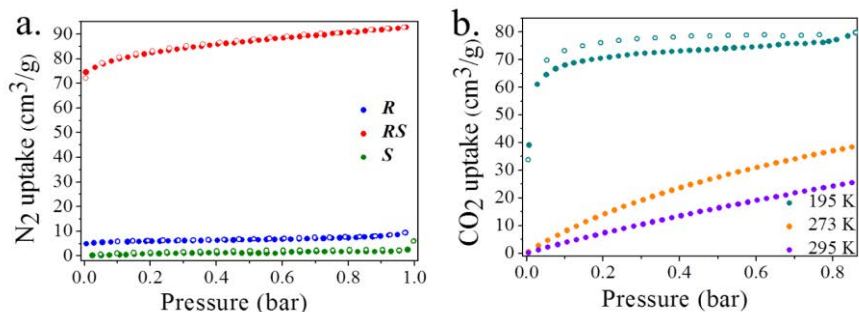 a.
N2 uptake (cm³/g)
90
80
70
60
50
40
30
20
10
0
R
RS
S
0.0 0.2 0.4 0.6 0.8 1.0
Pressure (bar)
b.
CO2 uptake (cm³/g)
80
70
60
50
40
30
20
10
0
195 K
273 K
295 K
0.0 0.2 0.4 0.6 0.8
Pressure (bar)